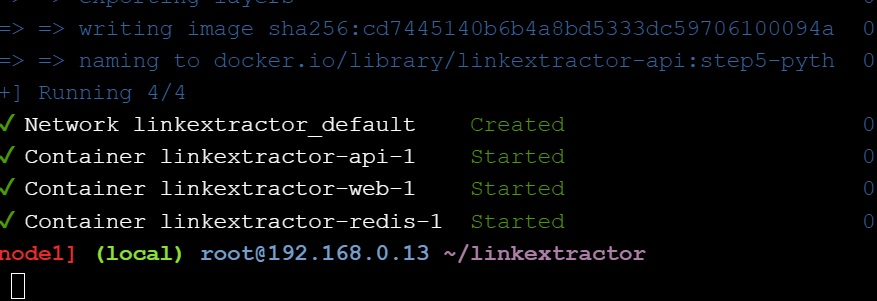 => => exporting layers 0
=> => writing image sha256:cd7445140b6b4a8bd5333dc59706100094a 0
=> => naming to docker.io/library/linkextractor-api:step5-pyth 0
+] Running 4/4
✓ Network linkextractor_default Created 0
✓ Container linkextractor-api-1 Started 0
✓ Container linkextractor-web-1 Started 0
✓ Container linkextractor-redis-1 Started 0
node1] (local) root@192.168.0.13 ~/linkextractor